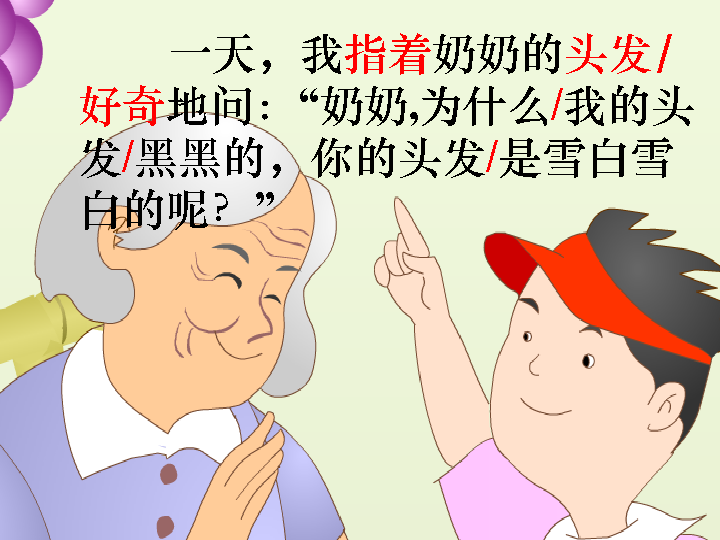 一天，我指着奶奶的头发/
好奇地问：“奶奶,为什么/我的头
发/黑黑的，你的头发/是雪白雪
白的呢？”